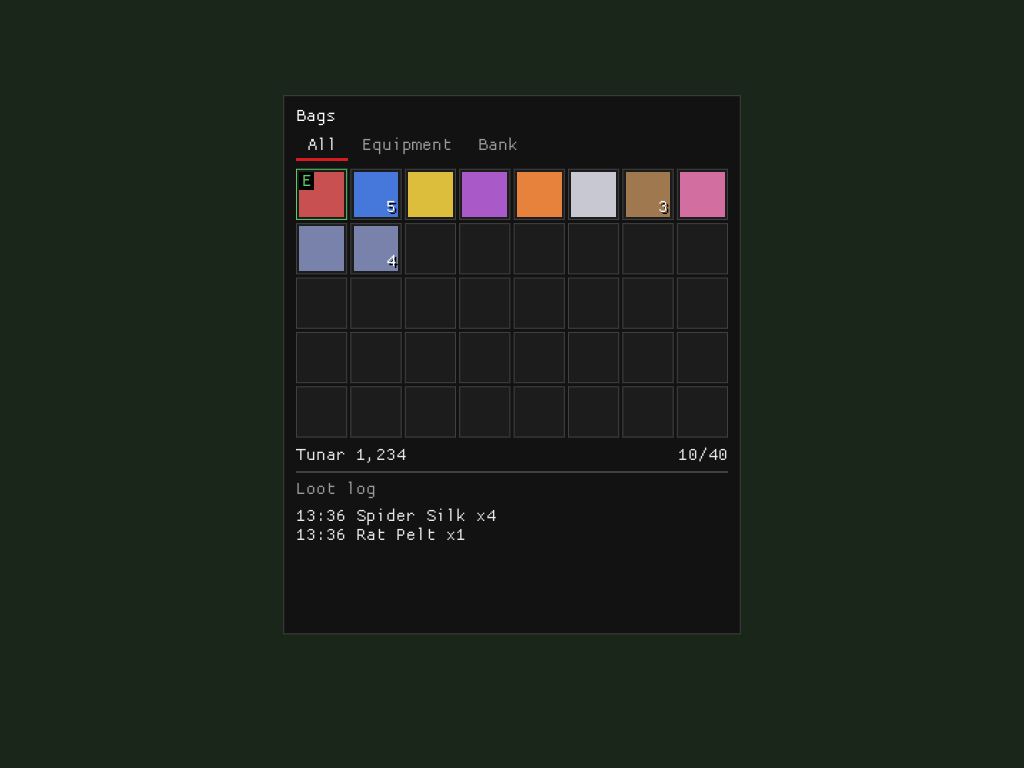 Bags
All Equipment Bank
E
5
3
4
Tunar 1,234 10/40
Loot log
13:36 Spider Silk x4
13:36 Rat Pelt x1